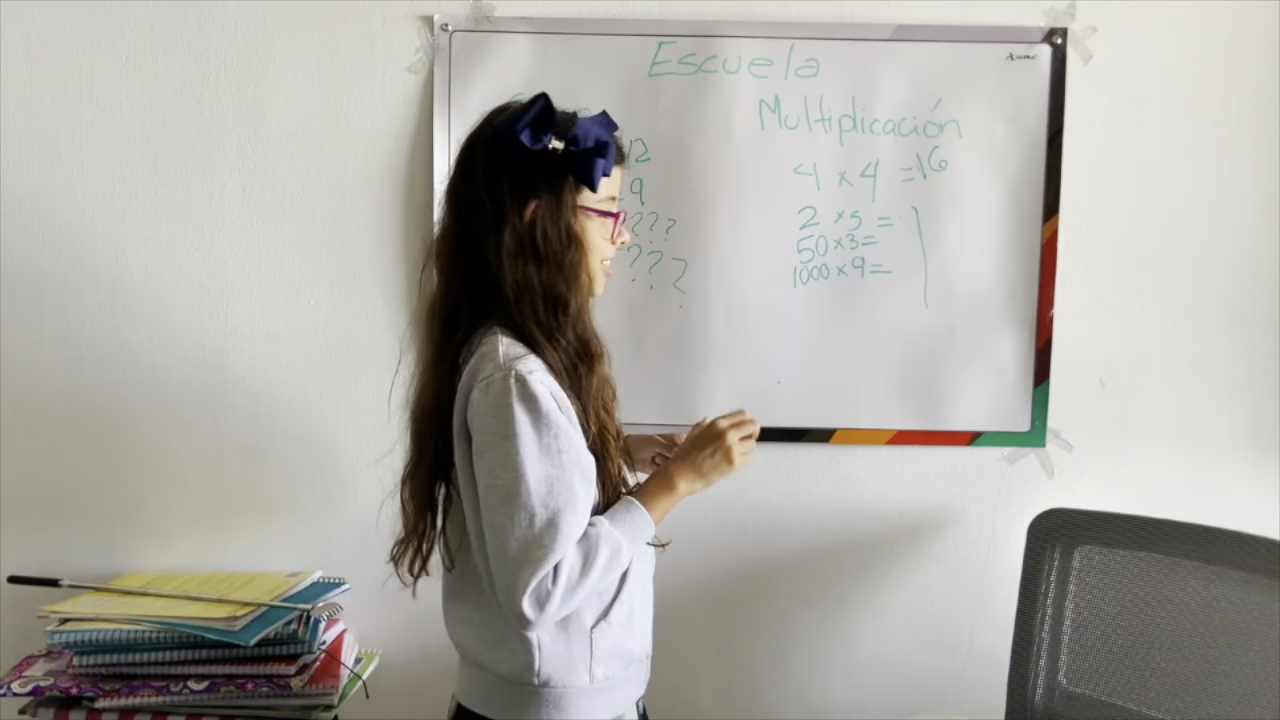 Escuela
Multiplicación
4 x 4 =16
2 x 5 =
50 x 3 =
1000 x 9 =
12
9
???
???